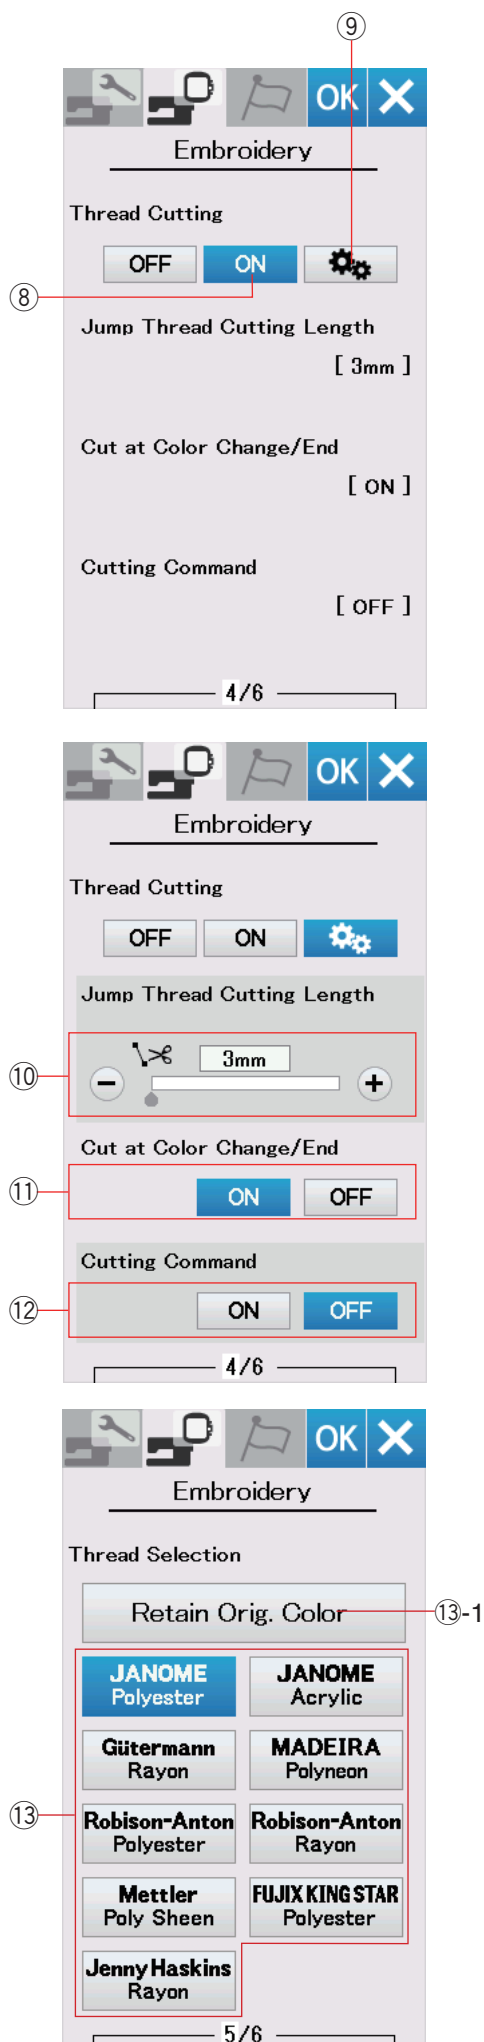 ⑨
OK
Embroidery
Thread Cutting
OFF ON
⑧
Jump Thread Cutting Length
[ 3mm ]
Cut at Color Change/End
[ ON ]
Cutting Command
[ OFF ]
4/6
OK
Embroidery
Thread Cutting
OFF ON
Jump Thread Cutting Length
⑩ − 3mm +
Cut at Color Change/End
⑪ ON OFF
Cutting Command
⑫ ON OFF
4/6
OK
Embroidery
Thread Selection
Retain Orig. Color ⑬-1
JANOME JANOME
Polyester Acrylic
Gütermann MADEIRA
Rayon Polyneon
⑬ Robison-Anton Robison-Anton
Polyester Rayon
Mettler FUJIX KING STAR
Poly Sheen Polyester
Jenny Haskins
Rayon
5/6